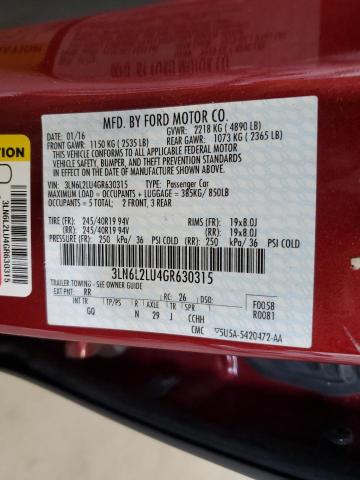 MFD. BY FORD MOTOR CO.
DATE: 01/16 GVWR: 2218 KG ( 4890 LB)
FRONT GAWR: 1150 KG ( 2535 LB) REAR GAWR: 1073 KG ( 2365 LB)
THIS VEHICLE CONFORMS TO ALL APPLICABLE FEDERAL MOTOR
VEHICLE SAFETY, BUMPER, AND THEFT PREVENTION STANDARDS IN
EFFECT ON THE DATE OF MANUFACTURE SHOWN ABOVE.
VIN: 3LN6L2LU4GR630315 TYPE: Passenger Car
MAXIMUM LOAD = OCCUPANTS + LUGGAGE = 385KG/ 850LB
OCCUPANTS = 5 TOTAL: 2 FRONT, 3 REAR
TIRE (FR): 245/40R19 94V RIMS (FR): 19x8.0J
(RR): 245/40R19 94V (RR): 19x8.0J
PRESSURE (FR): 250 kPa/ 36 PSI COLD (RR): 250 kPa/ 36 PSI COLD
3LN6L2LU4GR630315
TRAILER TOWING - SEE OWNER GUIDE
EXT PNT: RR RC: 26 DSO: F0058
INT TR TP/PS R AXLE TR SPR R0081
GQ N 29 J CCHH
CMC 5U5A-5420472-AA
3LN6L2LU4GR630315